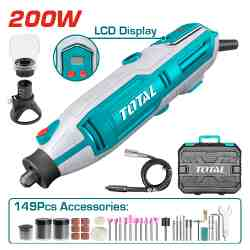 200W
LCD Display
TOTAL
149Pcs Accessories: